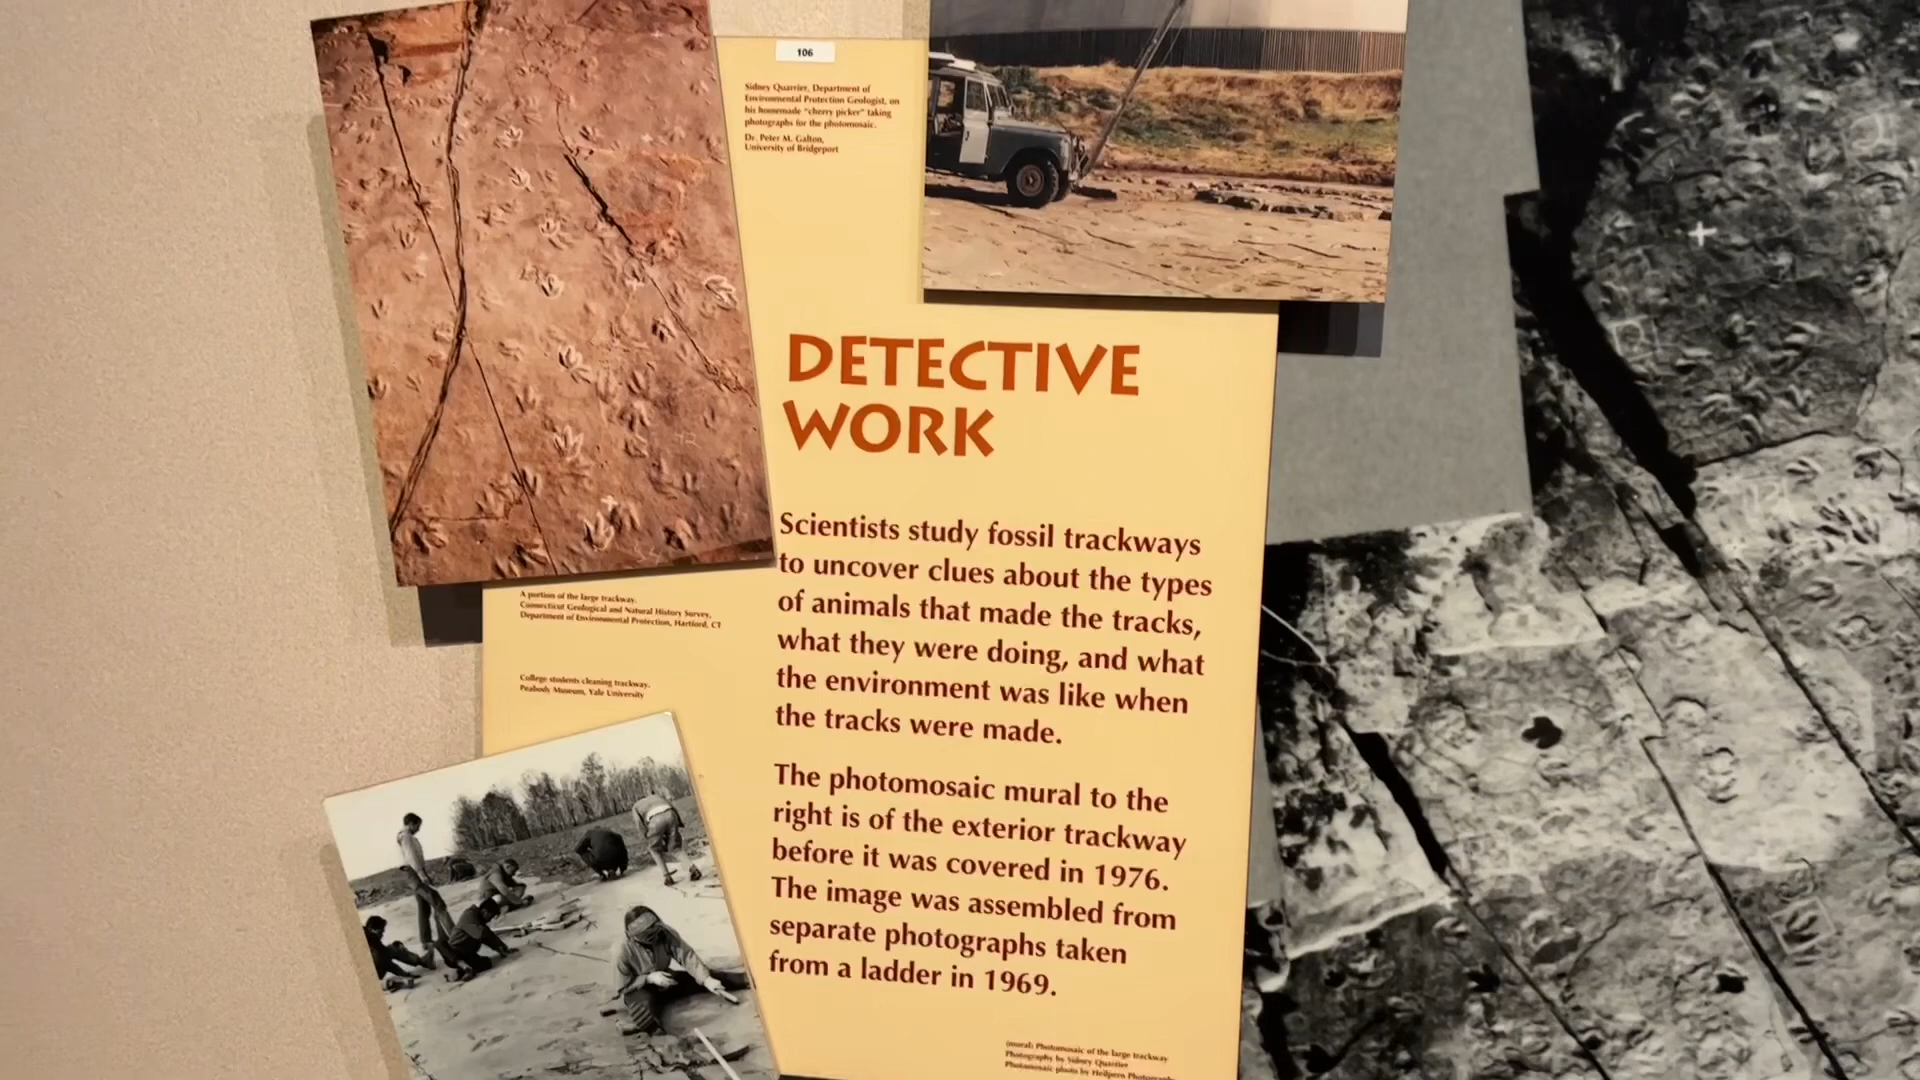 106
Sidney Quarrier, Department of
Environmental Protection Geologist, on
his homemade "cherry picker" taking
photographs for the photomosaic.
Dr. Peter M. Galton,
University of Bridgeport
DETECTIVE
WORK
Scientists study fossil trackways
to uncover clues about the types
of animals that made the tracks,
what they were doing, and what
the environment was like when
the tracks were made.
The photomosaic mural to the
right is of the exterior trackway
before it was covered in 1976.
The image was assembled from
separate photographs taken
from a ladder in 1969.
A portion of the large trackway.
Connecticut Geological and Natural History Survey,
Department of Environmental Protection, Hartford, CT
College students cleaning trackway.
Peabody Museum, Yale University
(mural) Photomosaic of the large trackway
Photography by Sidney Quarrier
Photomosaic photo by Heilpern